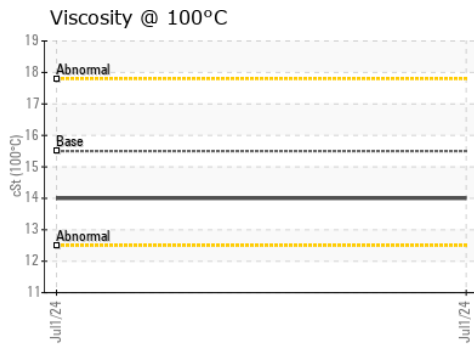 Viscosity @ 100°C
19
18
17
16
15
14
13
12
11
cSt (100°C)
Abnormal
Base
Abnormal
Jul1/24
Jul1/24